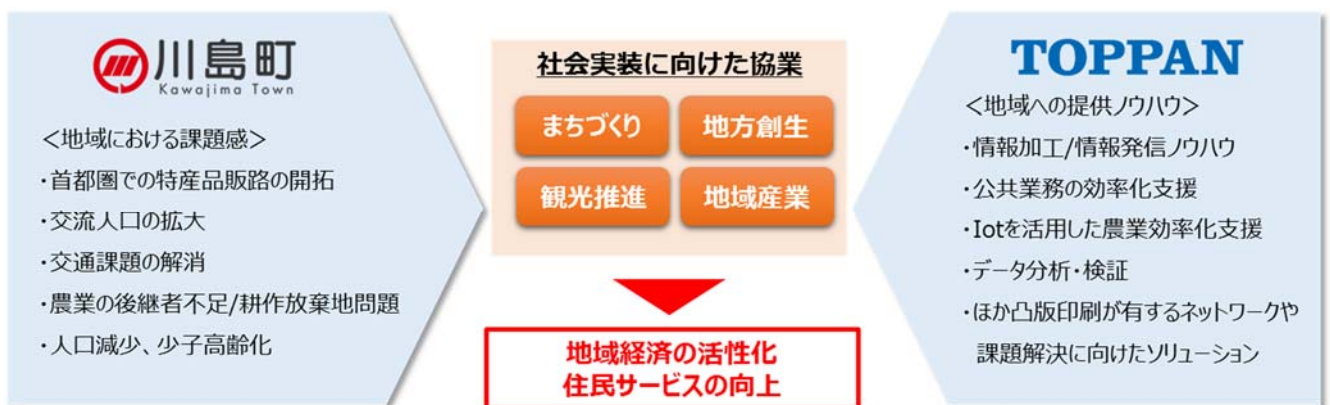 川島町
Kawajima Town
＜地域における課題感＞
・首都圏での特産品販路の開拓
・交流人口の拡大
・交通課題の解消
・農業の後継者不足/耕作放棄地問題
・人口減少、少子高齢化
社会実装に向けた協業
まちづくり
地方創生
観光推進
地域産業
地域経済の活性化
住民サービスの向上
TOPPAN
＜地域への提供ノウハウ＞
・情報加工/情報発信ノウハウ
・公共業務の効率化支援
・Iotを活用した農業効率化支援
・データ分析・検証
・ほか凸版印刷が有するネットワークや
課題解決に向けたソリューション